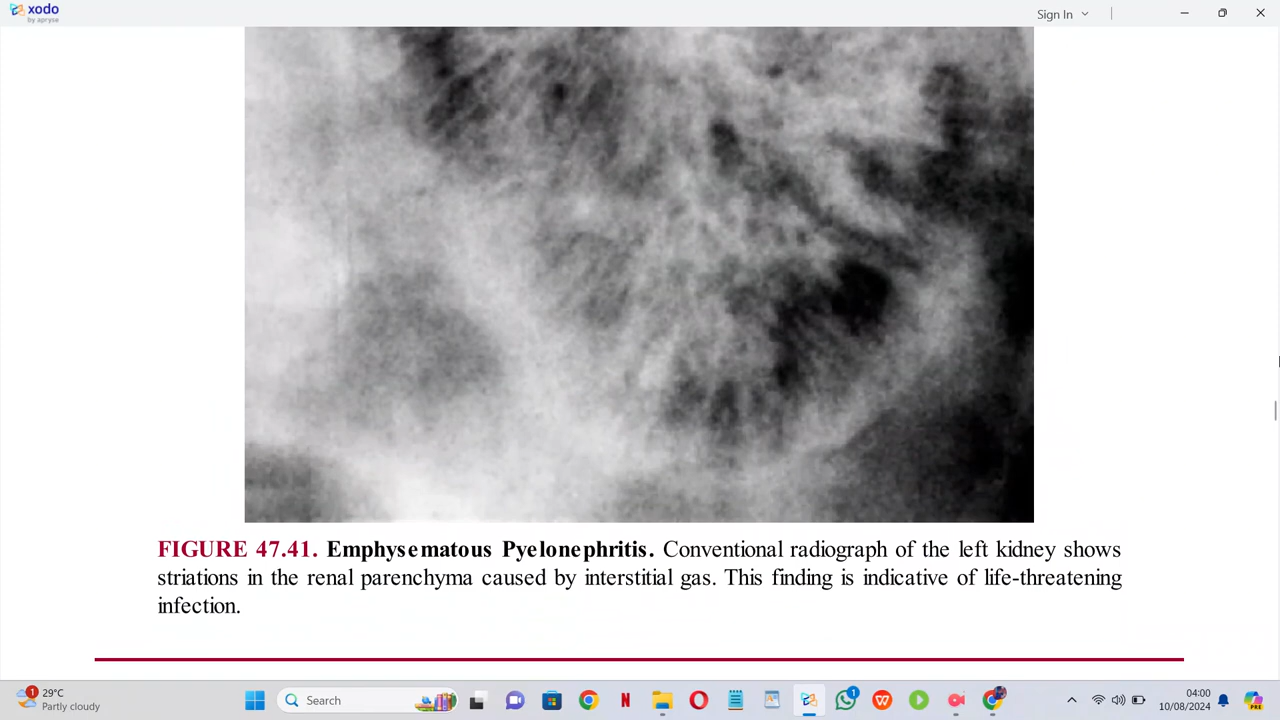 xodo
by apryse
Sign In
FIGURE 47.41. Emphysematous Pyelonephritis. Conventional radiograph of the left kidney shows
striations in the renal parenchyma caused by interstitial gas. This finding is indicative of life-threatening
infection.
1
29°C
Partly cloudy
Search
1
04:00
10/08/2024